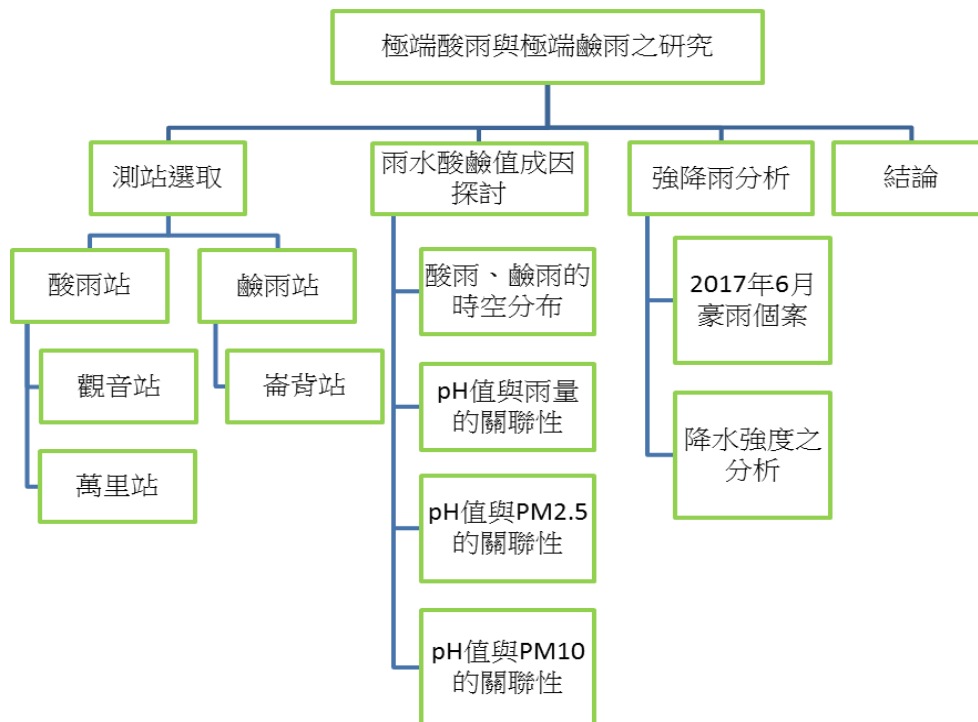 極端酸雨與極端鹼雨之研究
測站選取
雨水酸鹼值成因
探討
強降雨分析
結論
酸雨站
鹼雨站
觀音站
萬里站
崙背站
酸雨、鹼雨的
時空分布
pH值與雨量
的關聯性
pH值與PM2.5
的關聯性
pH值與PM10
的關聯性
2017年6月
豪雨個案
降水強度之
分析